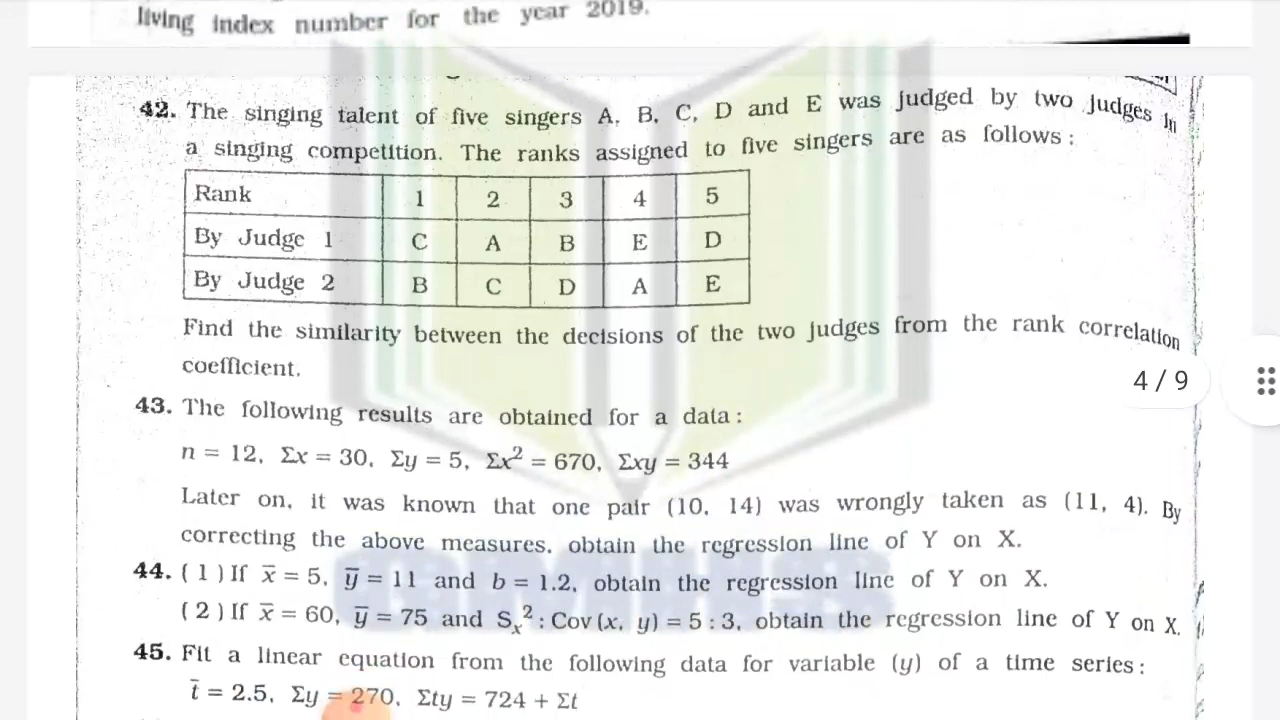 living index number for the year 2019.
42. The singing talent of five singers A, B, C, D and E was judged by two judges in
a singing competition. The ranks assigned to five singers are as follows :
Rank 1 2 3 4 5
By Judge 1 C A B E D
By Judge 2 B C D A E
Find the similarity between the decisions of the two judges from the rank correlation
coefficient.
4 / 9
43. The following results are obtained for a data :
n = 12, Σx = 30, Σy = 5, Σx² = 670, Σxy = 344
Later on, it was known that one pair (10, 14) was wrongly taken as (11, 4). By
correcting the above measures, obtain the regression line of Y on X.
44. ( 1 ) If x̅ = 5, y̅ = 11 and b = 1.2, obtain the regression line of Y on X.
( 2 ) If x̅ = 60, y̅ = 75 and Sₓ² : Cov (x, y) = 5 : 3, obtain the regression line of Y on X.
45. Fit a linear equation from the following data for variable (y) of a time series :
t̅ = 2.5, Σy = 270, Σty = 724 + Σt